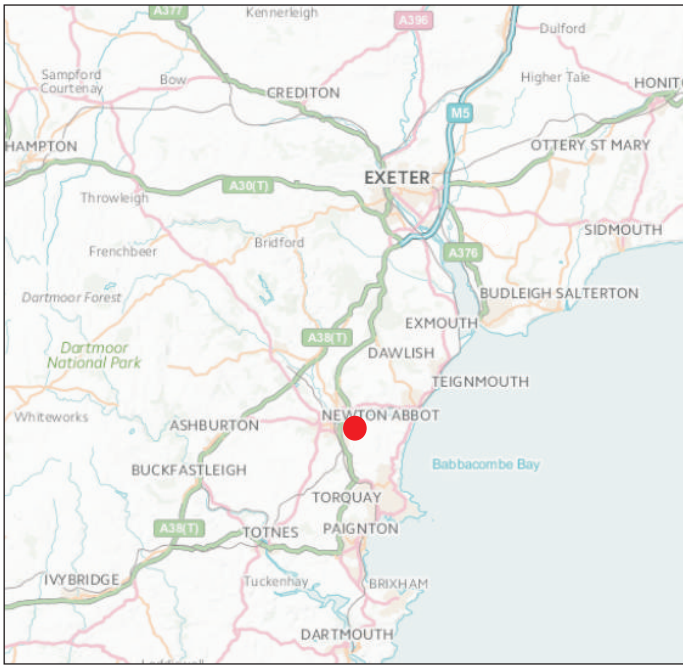 A377
Kennerleigh
A396
Dulford
Sampford
Courtenay
Bow
Higher Tale
CREDITON
HONITO
M5
HAMPTON
OTTERY ST MARY
EXETER
A30(T)
Throwleigh
SIDMOUTH
Bridford
Frenchbeer
A376
Dartmoor Forest
BUDLEIGH SALTERTON
EXMOUTH
A38(T)
Dartmoor
National Park
DAWLISH
TEIGNMOUTH
Whiteworks
NEWTON ABBOT
ASHBURTON
BUCKFASTLEIGH
Babbacombe Bay
TORQUAY
A38(T)
TOTNES
PAIGNTON
IVYBRIDGE
Tuckenhay
BRIXHAM
DARTMOUTH